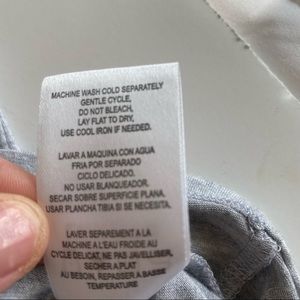 MACHINE WASH COLD SEPARATELY
GENTLE CYCLE,
DO NOT BLEACH,
LAY FLAT TO DRY,
USE COOL IRON IF NEEDED.
LAVAR A MAQUINA CON AGUA
FRIA POR SEPARADO
CICLO DELICADO.
NO USAR BLANQUEADOR.
SECAR SOBRE SUPERFICIE PLANA.
USAR PLANCHA TIBIA SI SE NECESITA.
LAVER SEPAREMENT A LA
MACHINE A L'EAU FROIDE AU
CYCLE DELICAT, NE PAS JAVELLISER,
SECHER A PLAT
AU BESOIN, REPASSER A BASSE
TEMPERATURE